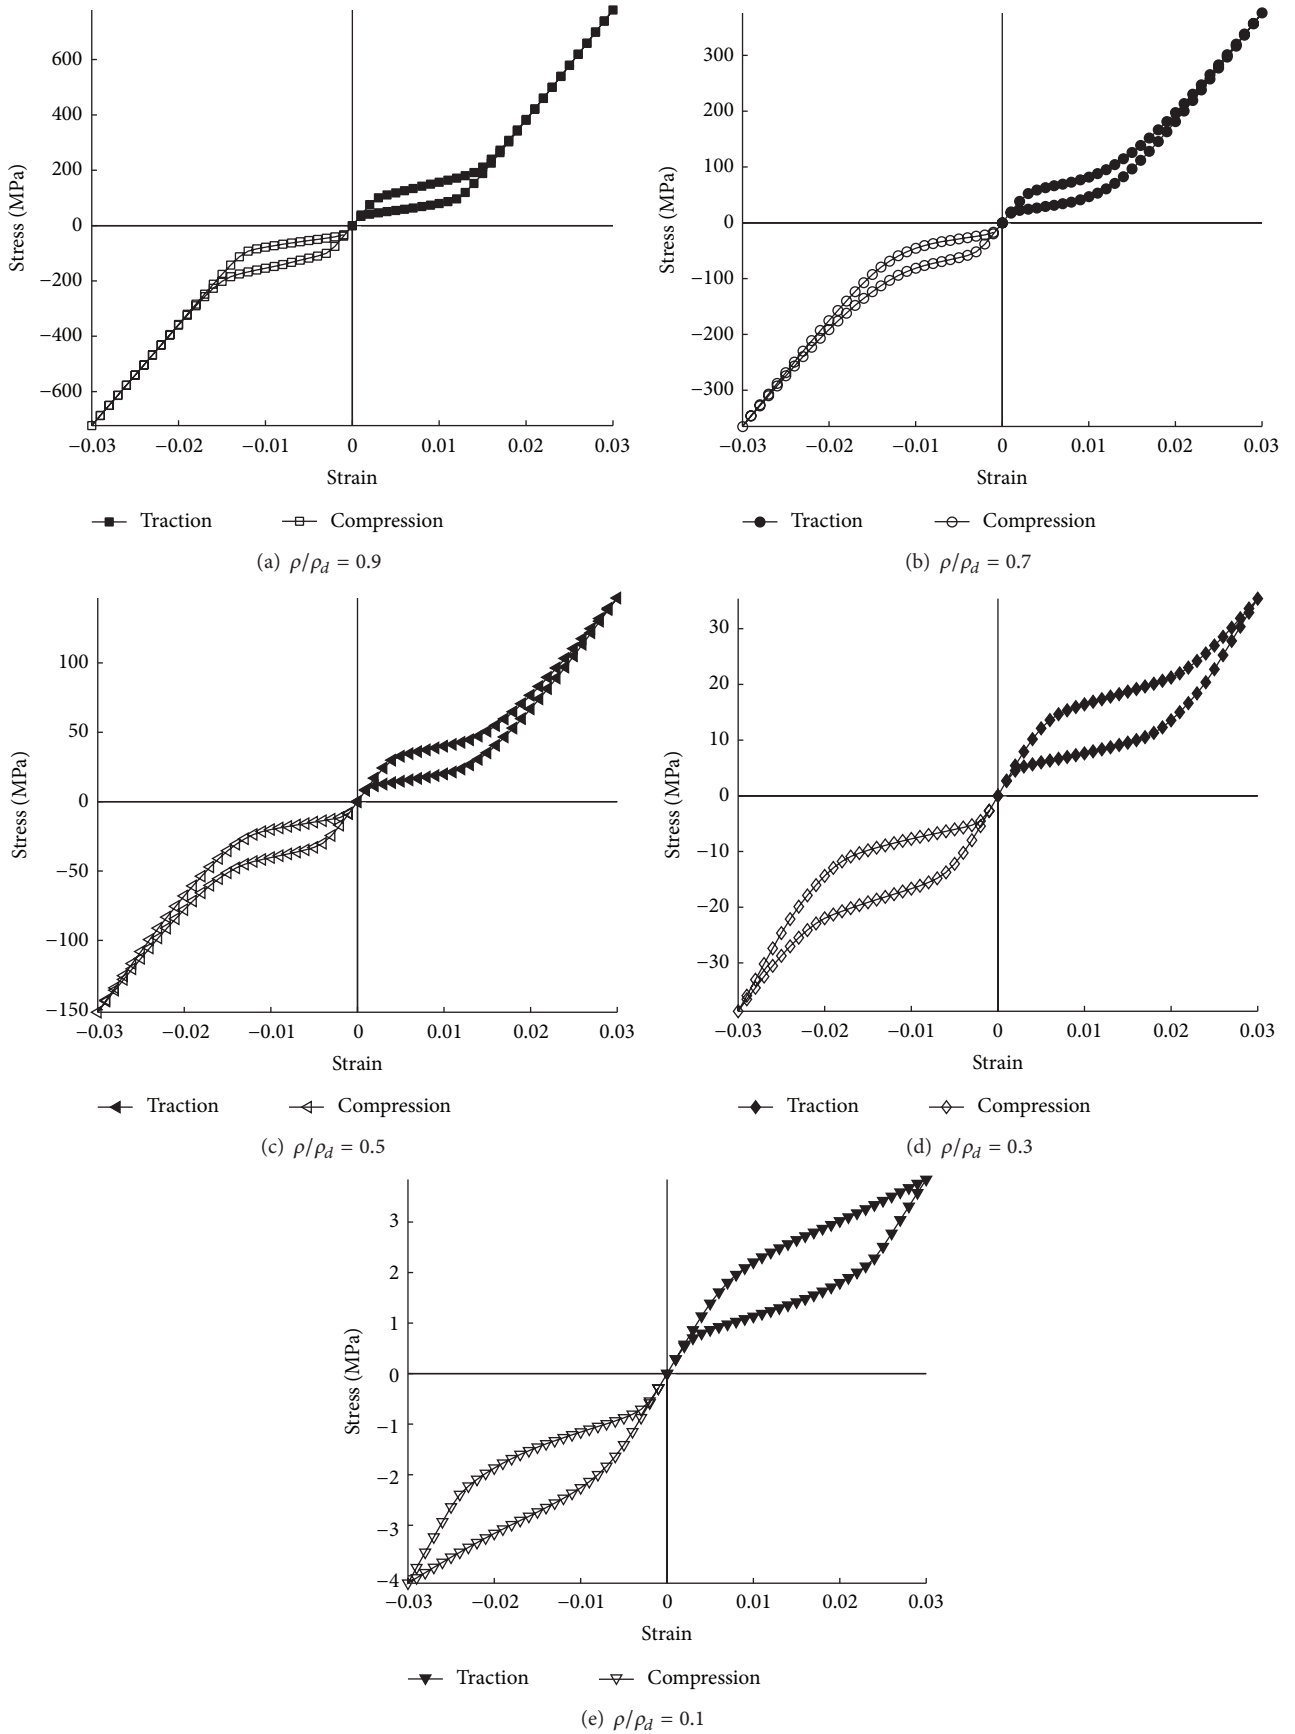 600
400
200
0
−200
−400
−600
Stress (MPa)
−0.03 −0.02 −0.01 0 0.01 0.02 0.03
Strain
Traction Compression
(a) ρ/ρd = 0.9
300
200
100
0
−100
−200
−300
Stress (MPa)
−0.03 −0.02 −0.01 0 0.01 0.02 0.03
Strain
Traction Compression
(b) ρ/ρd = 0.7
100
50
0
−50
−100
−150
Stress (MPa)
−0.03 −0.02 −0.01 0 0.01 0.02 0.03
Strain
Traction Compression
(c) ρ/ρd = 0.5
30
20
10
0
−10
−20
−30
Stress (MPa)
−0.03 −0.02 −0.01 0 0.01 0.02 0.03
Strain
Traction Compression
(d) ρ/ρd = 0.3
3
2
1
0
−1
−2
−3
−4
Stress (MPa)
−0.03 −0.02 −0.01 0 0.01 0.02 0.03
Strain
Traction Compression
(e) ρ/ρd = 0.1